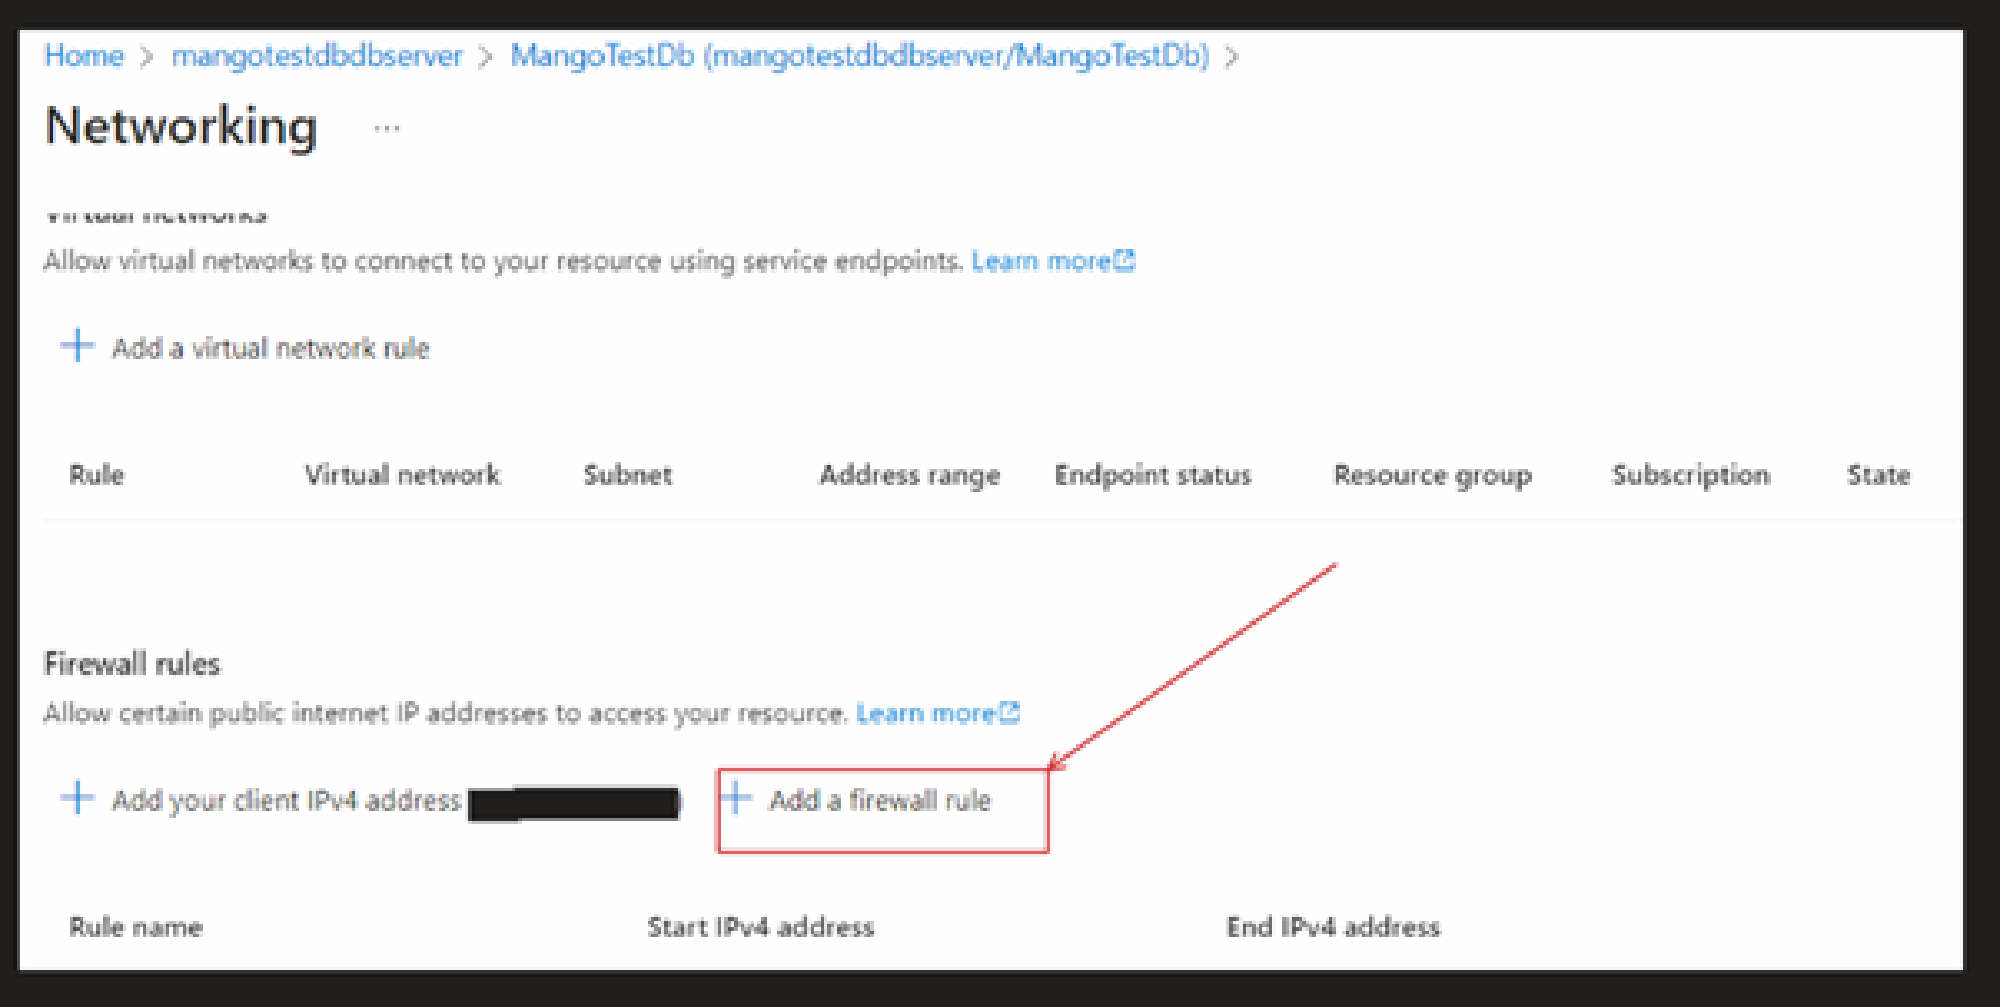 Home > mangotestdbdbserver > MangoTestDb (mangotestdbdbserver/MangoTestDb) >
Networking ...
Virtual networks
Allow virtual networks to connect to your resource using service endpoints. Learn more
+ Add a virtual network rule
Rule Virtual network Subnet Address range Endpoint status Resource group Subscription State
Firewall rules
Allow certain public internet IP addresses to access your resource. Learn more
+ Add your client IPv4 address + Add a firewall rule
Rule name Start IPv4 address End IPv4 address